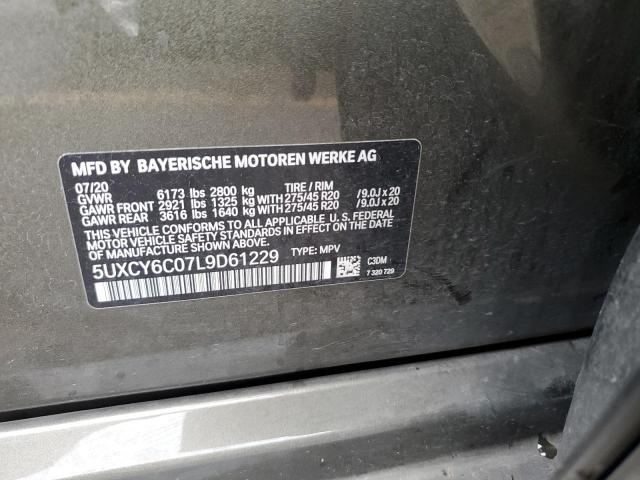 MFD BY BAYERISCHE MOTOREN WERKE AG
07/20
GVWR 6173 lbs 2800 kg TIRE / RIM
GAWR FRONT 2921 lbs 1325 kg WITH 275/45 R20 /9.0J x 20
GAWR REAR 3616 lbs 1640 kg WITH 275/45 R20 /9.0J x 20
THIS VEHICLE CONFORMS TO ALL APPLICABLE U. S. FEDERAL
MOTOR VEHICLE SAFETY STANDARDS IN EFFECT ON THE
DATE OF MANUFACTURE SHOWN ABOVE.
5UXCY6C07L9D61229 TYPE: MPV
C3DM
7 320 729